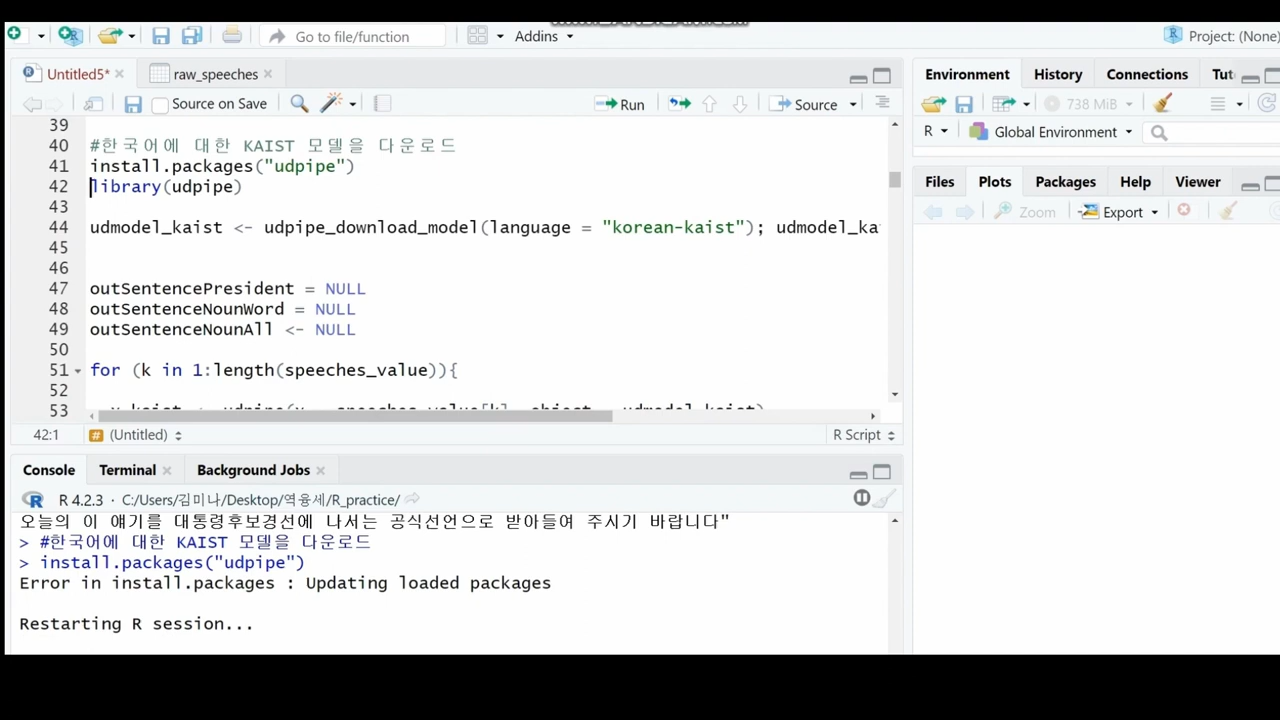 Go to file/function
Addins
Project: (None)
Untitled5*
raw_speeches
Source on Save
Run
Source
39
40 #한국어에 대한 KAIST 모델을 다운로드
41 install.packages("udpipe")
42 library(udpipe)
43
44 udmodel_kaist <- udpipe_download_model(language = "korean-kaist"); udmodel_ka
45
46
47 outSentencePresident = NULL
48 outSentenceNounWord = NULL
49 outSentenceNounAll <- NULL
50
51 for (k in 1:length(speeches_value)){
52
53
42:1 (Untitled) R Script
Console Terminal Background Jobs
R 4.2.3 · C:/Users/김미나/Desktop/역융세/R_practice/
오늘의 이 얘기를 대통령후보경선에 나서는 공식선언으로 받아들여 주시기 바랍니다"
> #한국어에 대한 KAIST 모델을 다운로드
> install.packages("udpipe")
Error in install.packages : Updating loaded packages
Restarting R session...
Environment History Connections Tut
738 MiB
R Global Environment
Files Plots Packages Help Viewer
Zoom Export